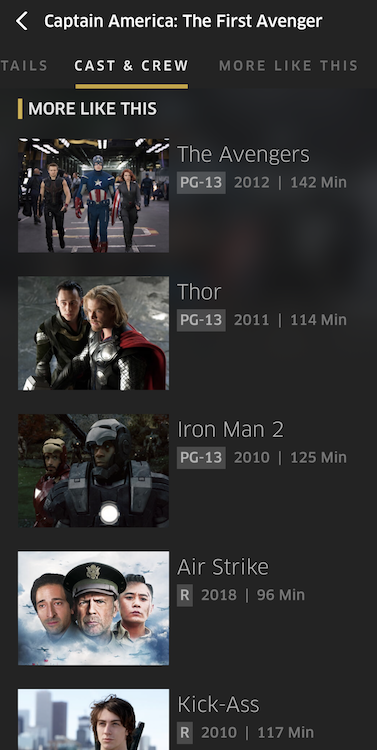 Captain America: The First Avenger
TAILS CAST & CREW MORE LIKE THIS
MORE LIKE THIS
The Avengers
PG-13 2012 | 142 Min
Thor
PG-13 2011 | 114 Min
Iron Man 2
PG-13 2010 | 125 Min
Air Strike
R 2018 | 96 Min
Kick-Ass
R 2010 | 117 Min